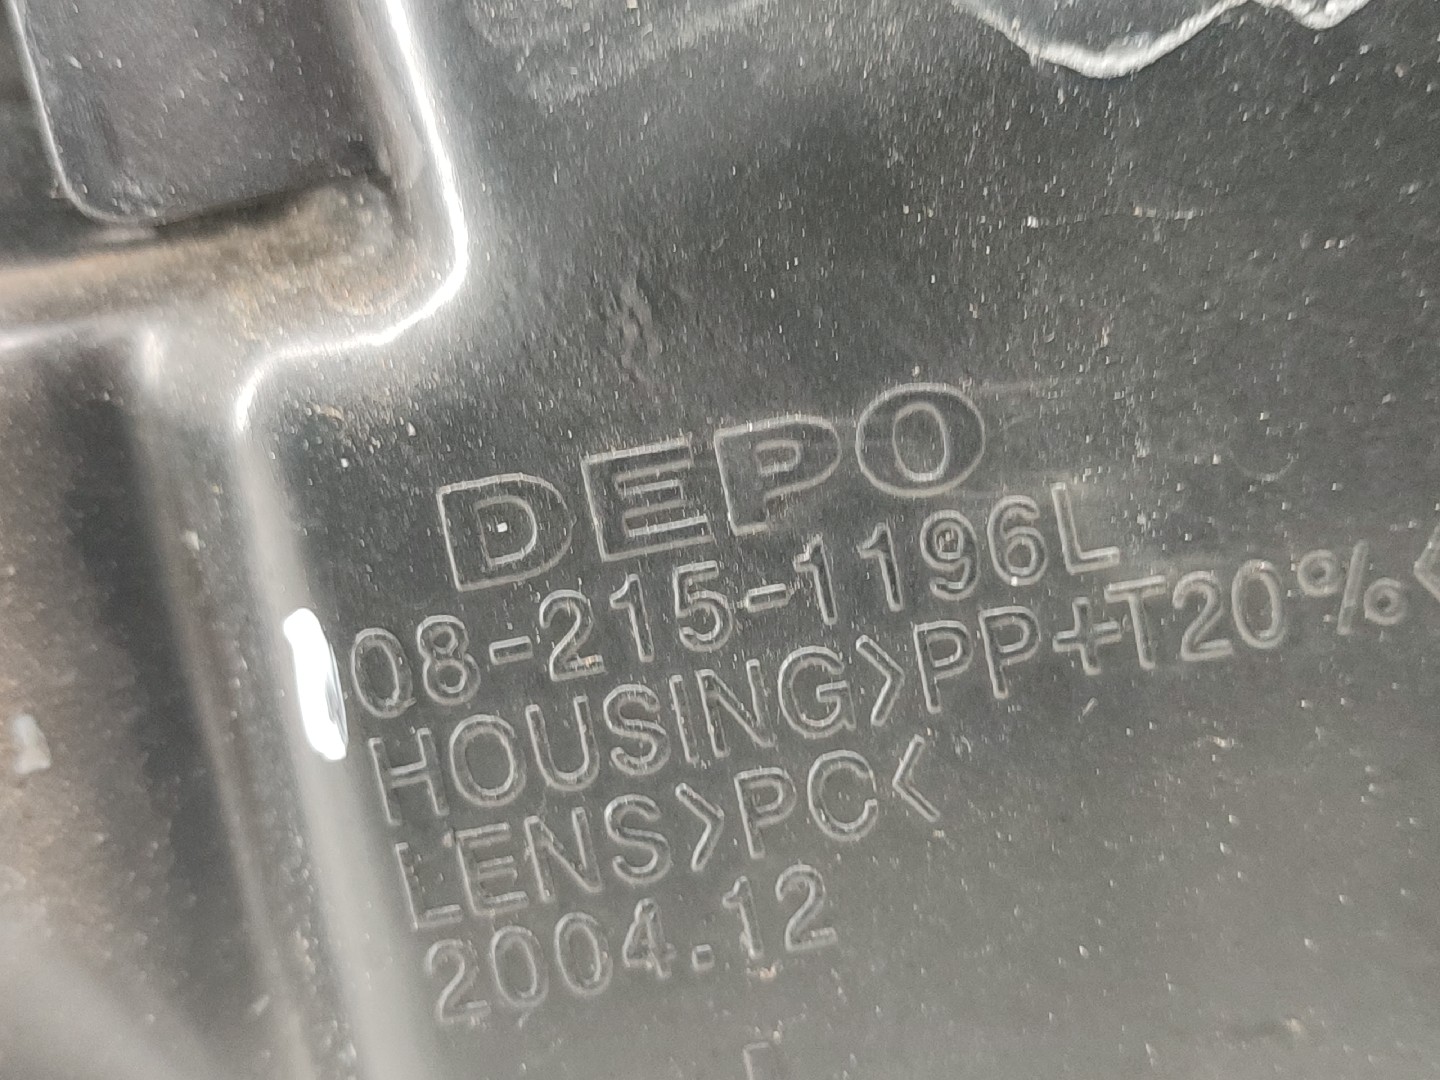 DEPO
08-215-1196L
HOUSING>PP+T20%<
LENS>PC<
2004.12